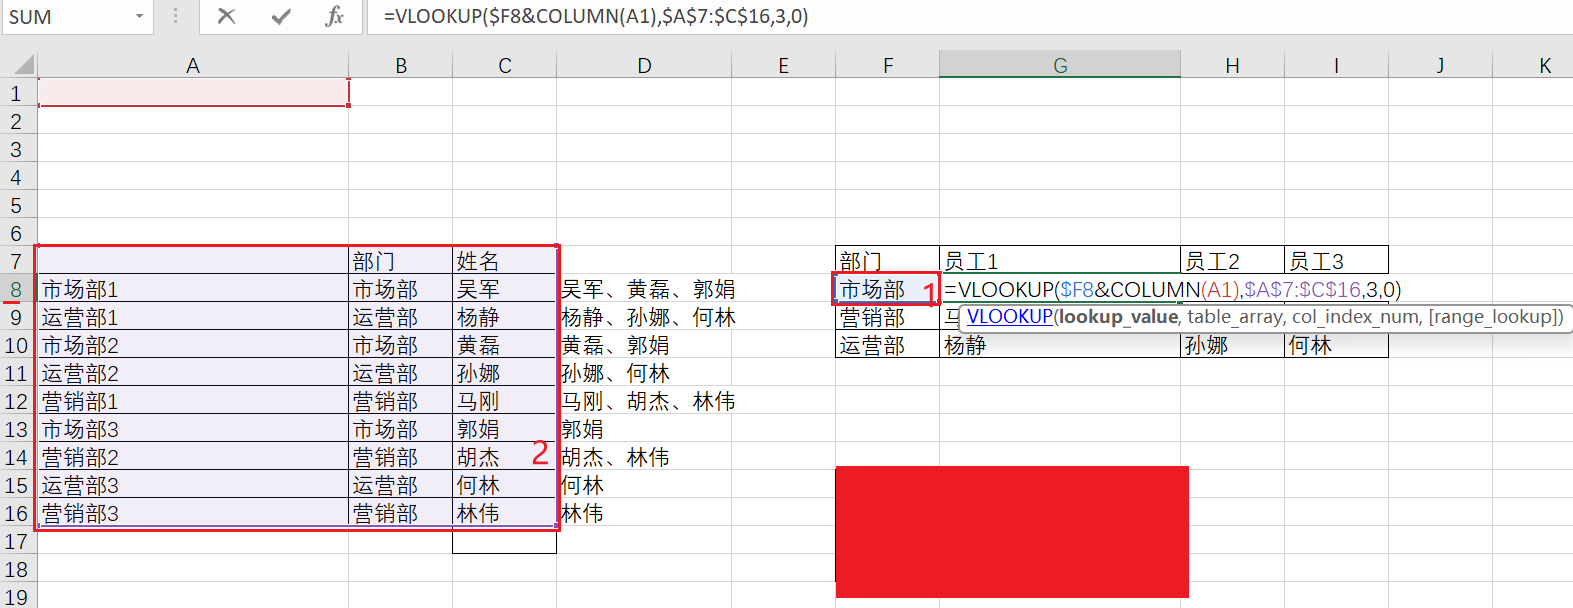 SUM fx =VLOOKUP($F8&COLUMN(A1),$A$7:$C$16,3,0)
A B C D E F G H I J K
1
2
3
4
5
6
7 部门 姓名 部门 员工1 员工2 员工3
8 市场部1 市场部 吴军 吴军、黄磊、郭娟 市场部 1 =VLOOKUP($F8&COLUMN(A1),$A$7:$C$16,3,0)
9 运营部1 运营部 杨静 杨静、孙娜、何林 营销部 马 VLOOKUP(lookup_value, table_array, col_index_num, [range_lookup])
10 市场部2 市场部 黄磊 黄磊、郭娟 运营部 杨静 孙娜 何林
11 运营部2 运营部 孙娜 孙娜、何林
12 营销部1 营销部 马刚 马刚、胡杰、林伟
13 市场部3 市场部 郭娟 郭娟
14 营销部2 营销部 胡杰 2 胡杰、林伟
15 运营部3 运营部 何林 何林
16 营销部3 营销部 林伟 林伟
17
18
19